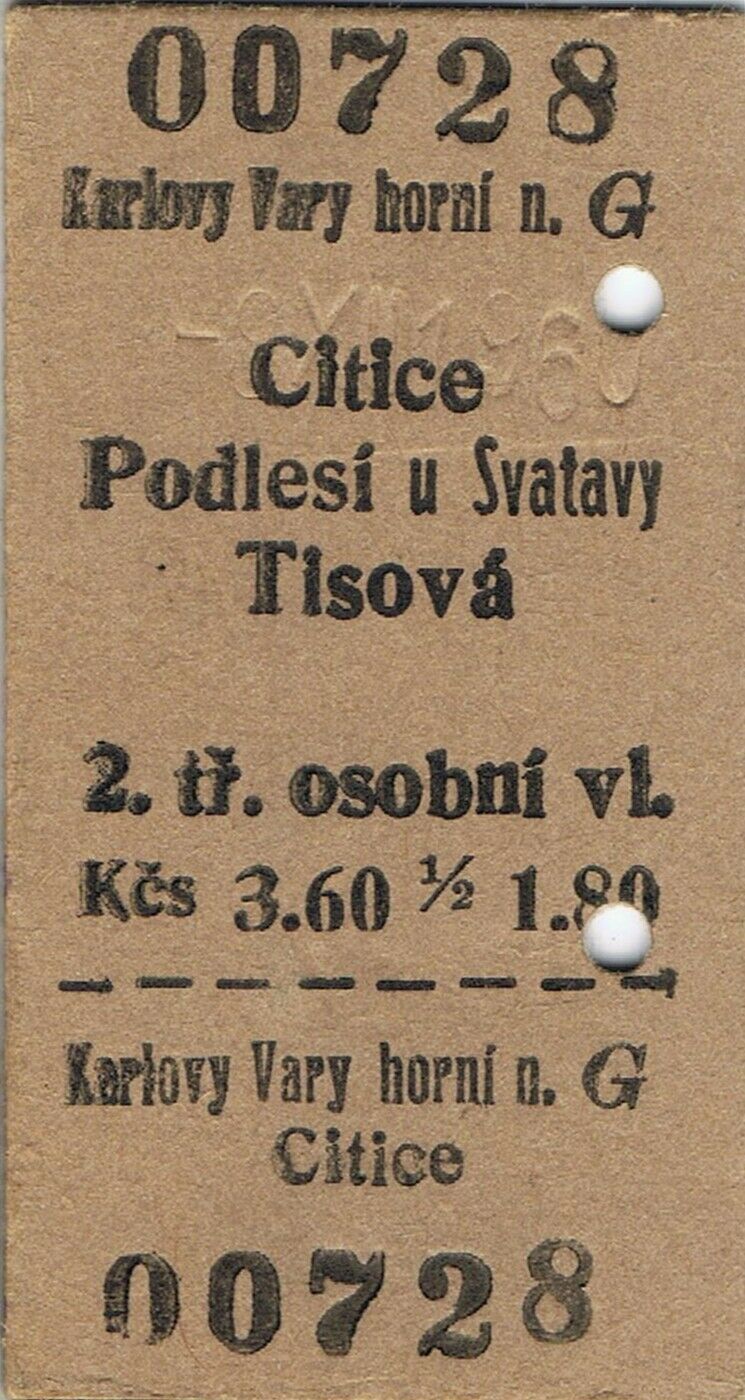 00728
Karlovy Vary horní n. G
Citice
Podlesí u Svatavy
Tisová
2. tř. osobní vl.
Kčs 3.60 ½ 1.80
Karlovy Vary horní n. G
Citice
00728